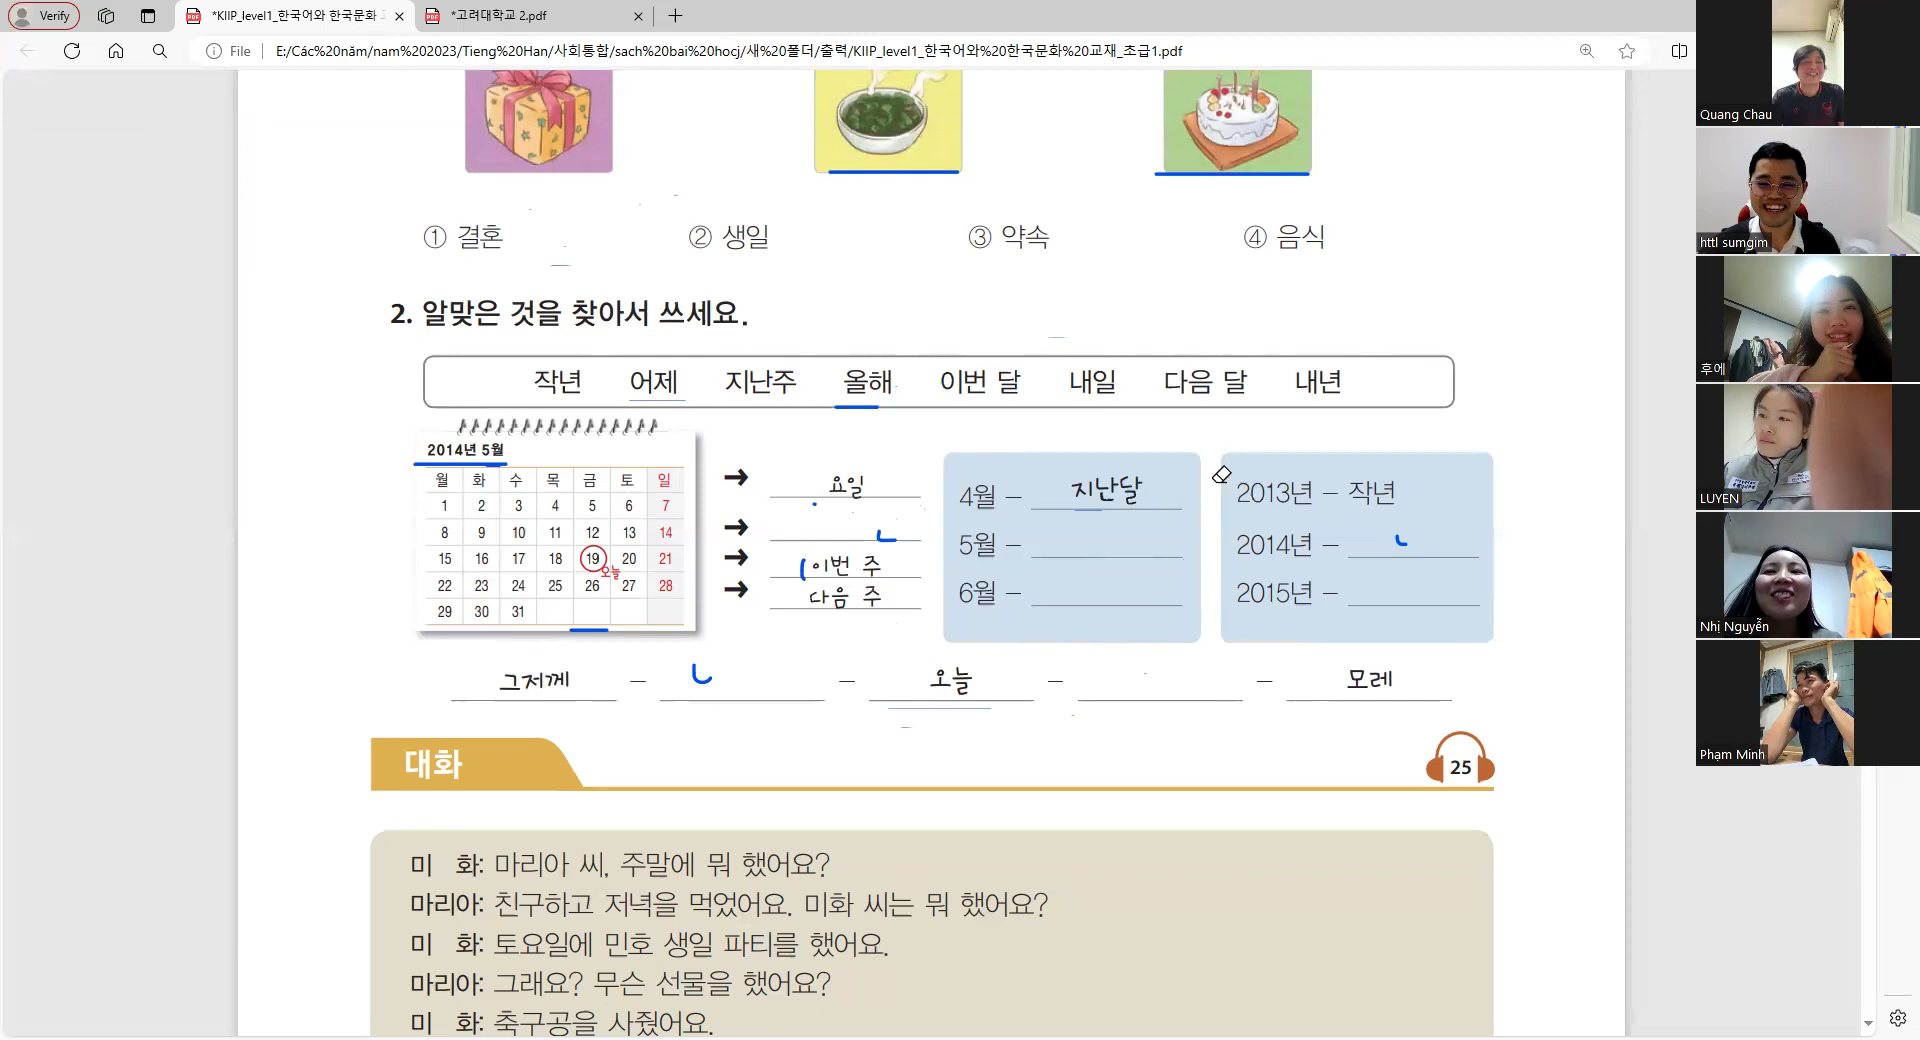 Verify
*KIIP_level1_한국어와 한국문화 교
*고려대학교 2.pdf
File
E:/Các%20năm/nam%202023/Tieng%20Han/사회통합/sach%20bai%20hocj/새%20폴더/출력/KIIP_level1_한국어와%20한국문화%20교재_초급1.pdf
① 결혼 ② 생일 ③ 약속 ④ 음식
2. 알맞은 것을 찾아서 쓰세요.
작년 어제 지난주 올해 이번 달 내일 다음 달 내년
2014년 5월
월 화 수 목 금 토 일
1 2 3 4 5 6 7
8 9 10 11 12 13 14
15 16 17 18 19 20 21
오늘
22 23 24 25 26 27 28
29 30 31
→ 요일
→
→ 이번 주
→ 다음 주
4월 – 지난달
5월 –
6월 –
2013년 – 작년
2014년 –
2015년 –
그저께 – – 오늘 – – 모레
대화
25
미 화: 마리아 씨, 주말에 뭐 했어요?
마리아: 친구하고 저녁을 먹었어요. 미화 씨는 뭐 했어요?
미 화: 토요일에 민호 생일 파티를 했어요.
마리아: 그래요? 무슨 선물을 했어요?
미 화: 축구공을 사줬어요.
Quang Chau
httl sumgim
후에
LUYEN
Nhị Nguyễn
Phạm Minh